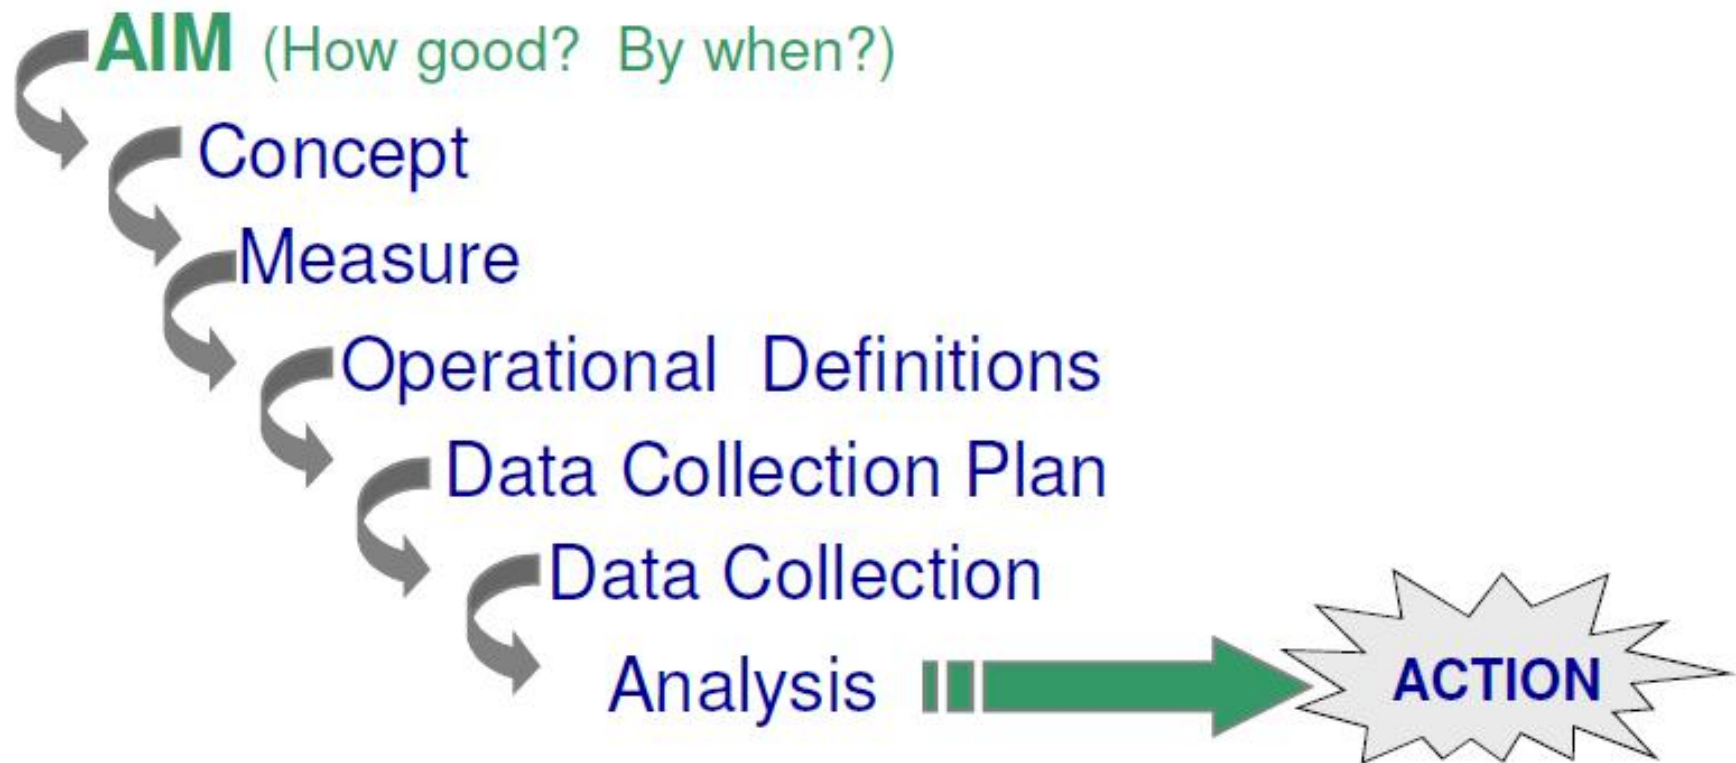 AIM (How good? By when?)
Concept
Measure
Operational Definitions
Data Collection Plan
Data Collection
Analysis
ACTION